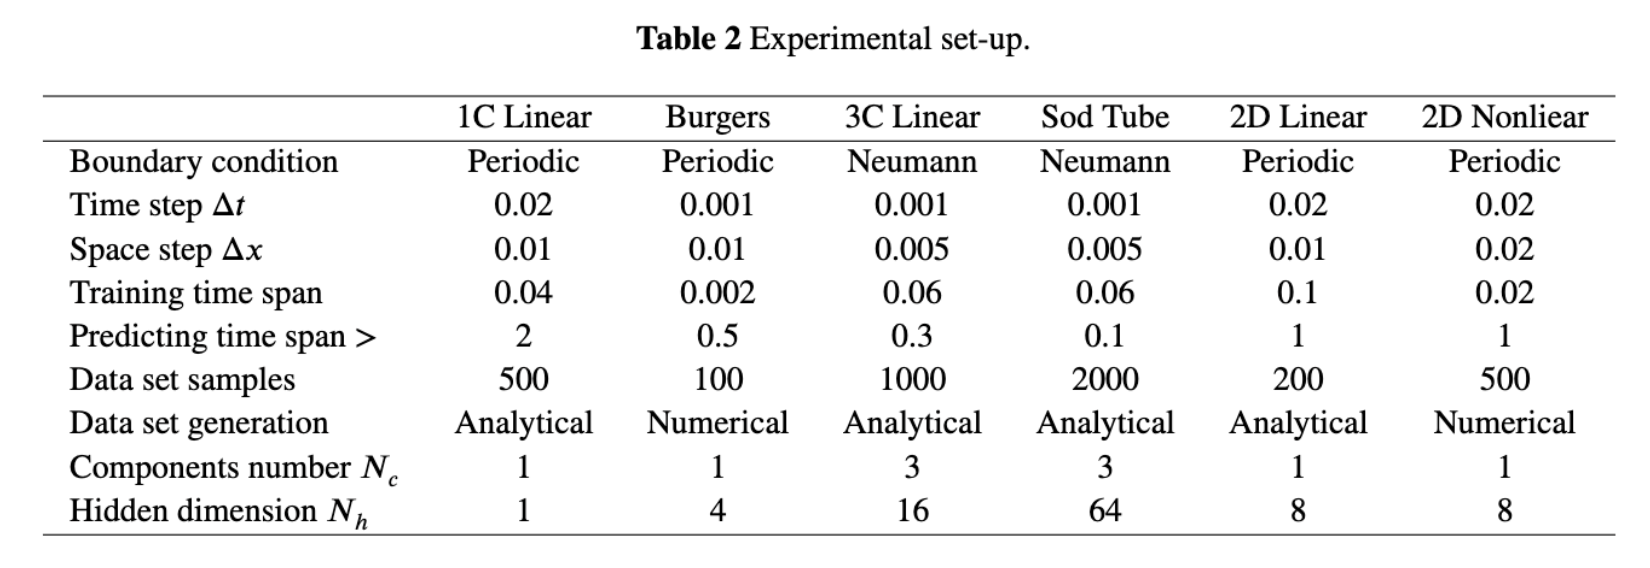 Table 2 Experimental set-up.
1C Linear Burgers 3C Linear Sod Tube 2D Linear 2D Nonliear
Boundary condition Periodic Periodic Neumann Neumann Periodic Periodic
Time step Δt 0.02 0.001 0.001 0.001 0.02 0.02
Space step Δx 0.01 0.01 0.005 0.005 0.01 0.02
Training time span 0.04 0.002 0.06 0.06 0.1 0.02
Predicting time span > 2 0.5 0.3 0.1 1 1
Data set samples 500 100 1000 2000 200 500
Data set generation Analytical Numerical Analytical Analytical Analytical Numerical
Components number N_c 1 1 3 3 1 1
Hidden dimension N_h 1 4 16 64 8 8